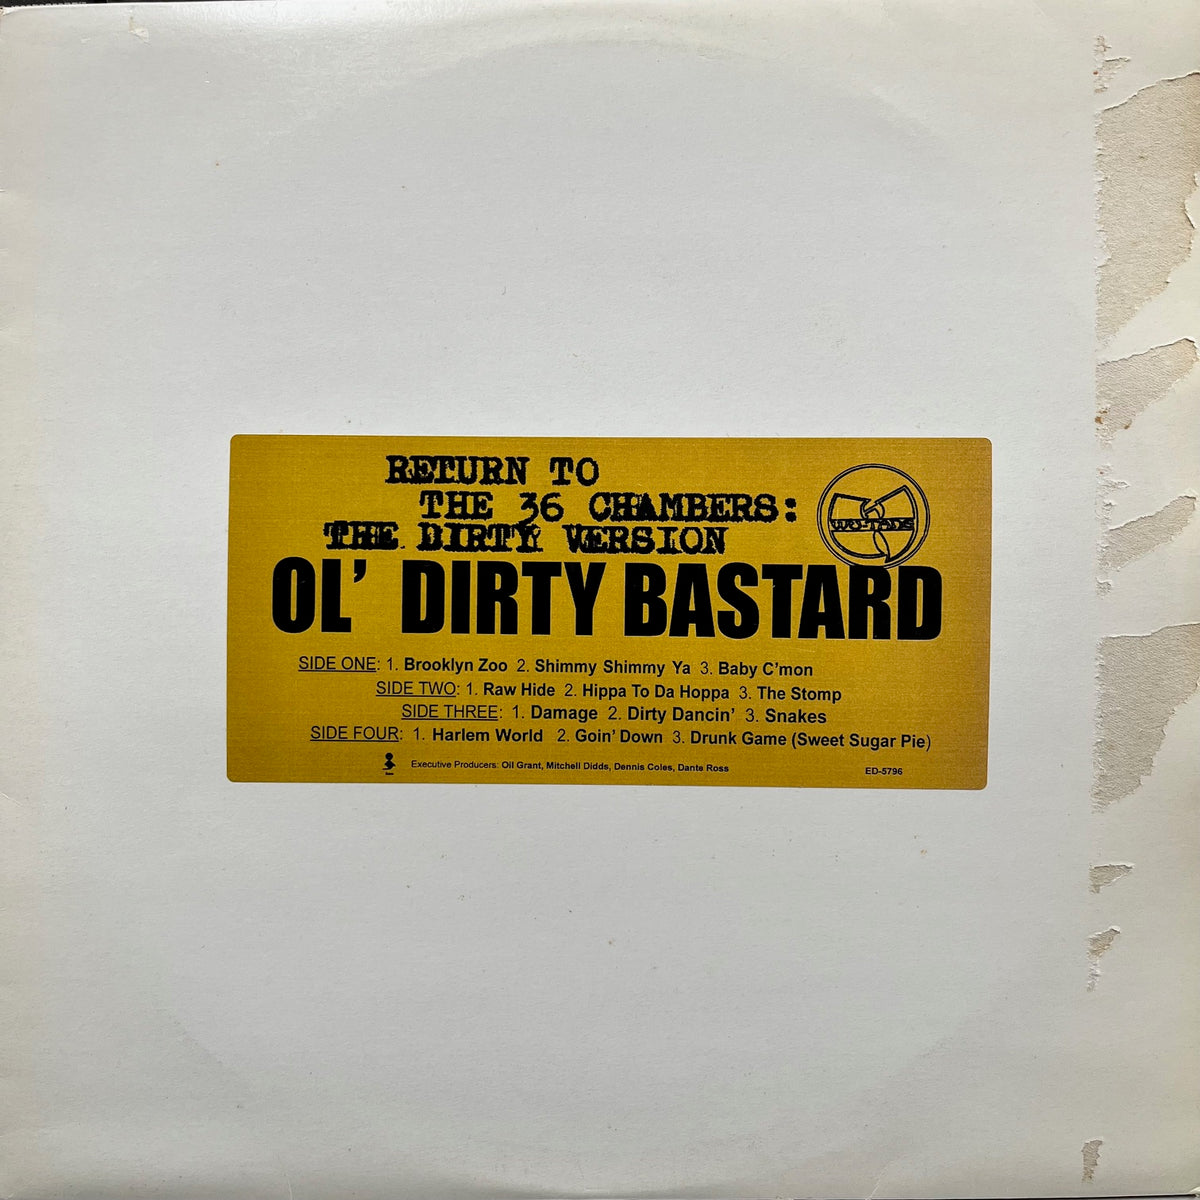 RETURN TO
THE 36 CHAMBERS:
THE DIRTY VERSION
WU-TANG
OL' DIRTY BASTARD
SIDE ONE: 1. Brooklyn Zoo 2. Shimmy Shimmy Ya 3. Baby C'mon
SIDE TWO: 1. Raw Hide 2. Hippa To Da Hoppa 3. The Stomp
SIDE THREE: 1. Damage 2. Dirty Dancin' 3. Snakes
SIDE FOUR: 1. Harlem World 2. Goin' Down 3. Drunk Game (Sweet Sugar Pie)
Executive Producers: Oil Grant, Mitchell Didds, Dennis Coles, Dante Ross
ED-5796